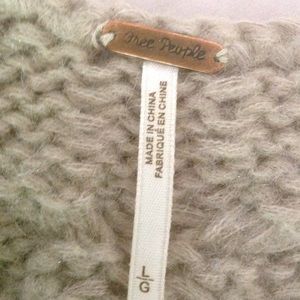 Free People
MADE IN CHINA
FABRIQUÉ EN CHINE
L
G